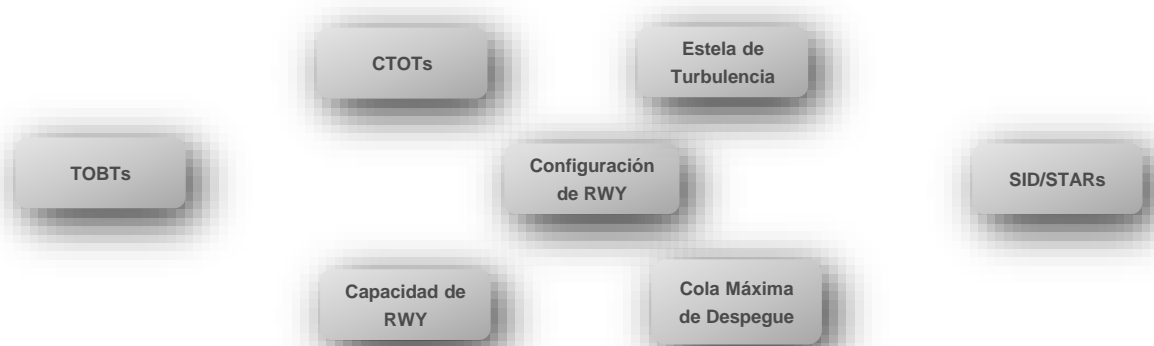 CTOTs
Estela de
Turbulencia
TOBTs
Configuración
de RWY
SID/STARs
Capacidad de
RWY
Cola Máxima
de Despegue